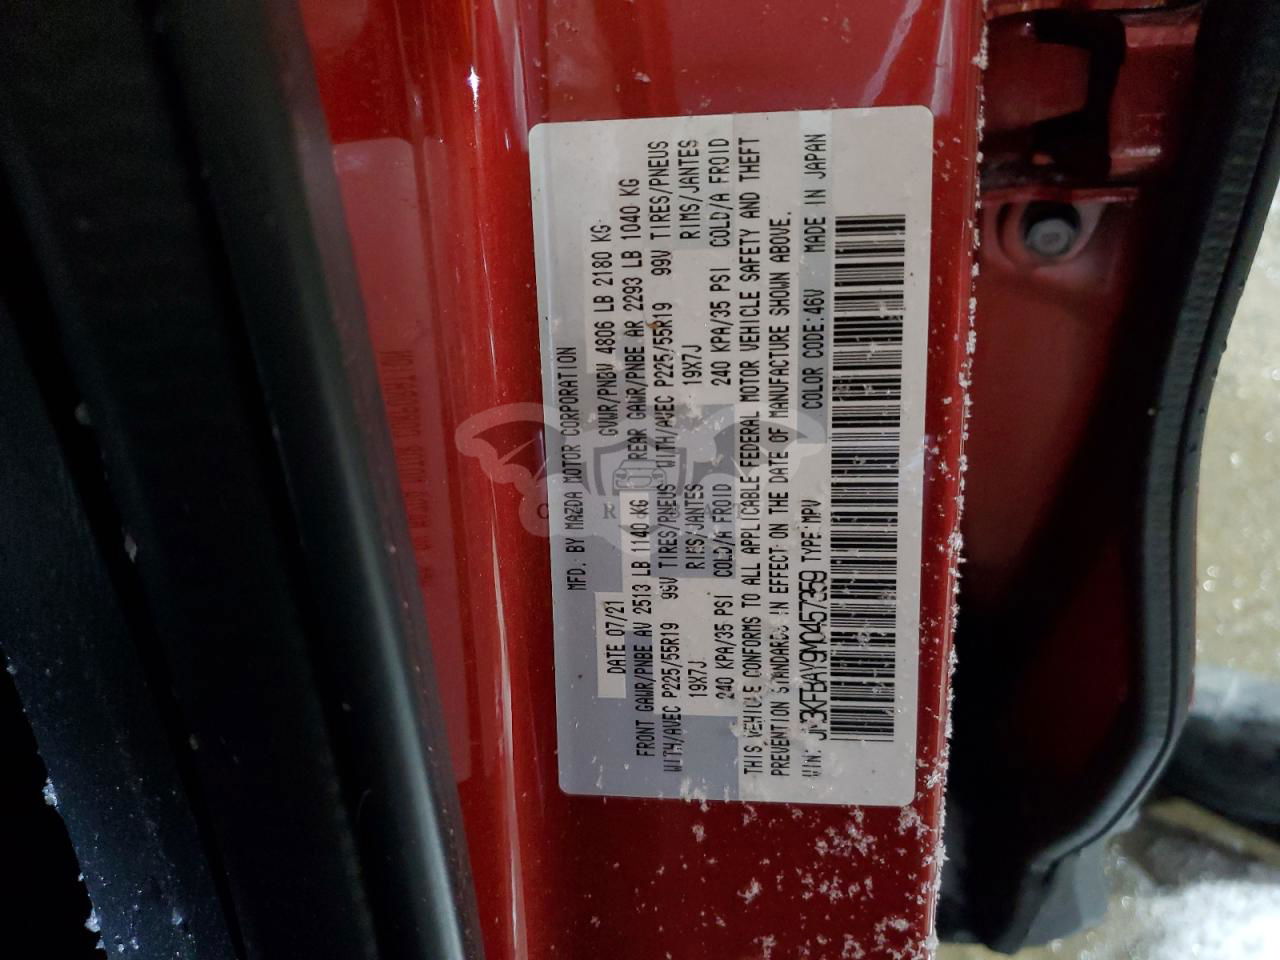 MFD. BY MAZDA MOTOR CORPORATION
DATE 07/21 GVWR/PNBV 4806 LB 2180 KG
FRONT GAWR/PNBE AV 2513 LB 1140 KG REAR GAWR/PNBE AR 2293 LB 1040 KG
WITH/AVEC P225/55R19 99V TIRES/PNEUS WITH/AVEC P225/55R19 99V TIRES/PNEUS
19X7J RIMS/JANTES 19X7J RIMS/JANTES
240 KPA/35 PSI COLD/A FROID 240 KPA/35 PSI COLD/A FROID
THIS VEHICLE CONFORMS TO ALL APPLICABLE FEDERAL MOTOR VEHICLE SAFETY AND THEFT
PREVENTION STANDARDS IN EFFECT ON THE DATE OF MANUFACTURE SHOWN ABOVE.
VIN: JM3KFBAY9N0457359 TYPE:MPV COLOR CODE:46V MADE IN JAPAN